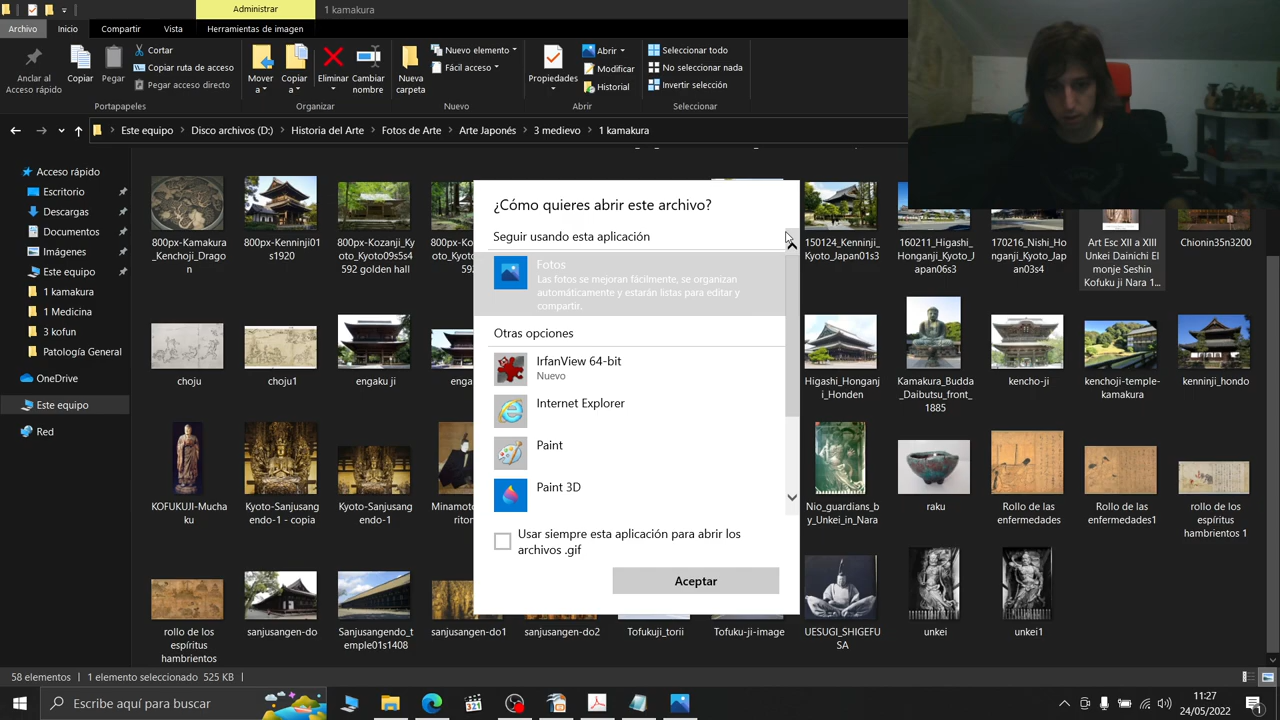 Administrar
1 kamakura
Archivo
Inicio
Compartir
Vista
Herramientas de imagen
Anclar al
Acceso rápido
Copiar
Pegar
Cortar
Copiar ruta de acceso
Pegar acceso directo
Portapapeles
Mover
a
Copiar
a
Eliminar
Cambiar
nombre
Organizar
Nueva
carpeta
Nuevo elemento
Fácil acceso
Nuevo
Propiedades
Abrir
Modificar
Historial
Abrir
Seleccionar todo
No seleccionar nada
Invertir selección
Seleccionar
Este equipo
Disco archivos (D:)
Historia del Arte
Fotos de Arte
Arte Japonés
3 medievo
1 kamakura
Acceso rápido
Escritorio
Descargas
Documentos
Imágenes
Este equipo
1 kamakura
1 Medicina
3 kofun
Patología General
OneDrive
Este equipo
Red
800px-Kamakura
_Kenchoji_Drago
n
800px-Kenninji01
s1920
800px-Kozanji_Ky
oto_Kyoto09s5s4
592 golden hall
150124_Kenninji_
Kyoto_Japan01s3
160211_Higashi_
Honganji_Kyoto_J
apan06s3
170216_Nishi_Ho
nganji_Kyoto_Jap
an03s4
Art Esc XII a XIII
Unkei Dainichi El
monje Seshin
Kofuku ji Nara 1...
Chionin35n3200
choju
choju1
engaku ji
Higashi_Honganj
i_Honden
Kamakura_Budda
_Daibutsu_front_
1885
kencho-ji
kenchoji-temple-
kamakura
kenninji_hondo
KOFUKUJI-Mucha
ku
Kyoto-Sanjusang
endo-1 - copia
Kyoto-Sanjusang
endo-1
Nio_guardians_b
y_Unkei_in_Nara
raku
Rollo de las
enfermedades
Rollo de las
enfermedades1
rollo de los
espíritus
hambrientos 1
rollo de los
espíritus
hambrientos
sanjusangen-do
Sanjusangendo_t
emple01s1408
sanjusangen-do1
sanjusangen-do2
Tofukuji_torii
Tofuku-ji-image
UESUGI_SHIGEFU
SA
unkei
unkei1
¿Cómo quieres abrir este archivo?
Seguir usando esta aplicación
Fotos
Las fotos se mejoran fácilmente, se organizan
automáticamente y estarán listas para editar y
compartir.
Otras opciones
IrfanView 64-bit
Nuevo
Internet Explorer
Paint
Paint 3D
Usar siempre esta aplicación para abrir los
archivos .gif
Aceptar
58 elementos
1 elemento seleccionado
525 KB
Escribe aquí para buscar
321
11:27
24/05/2022
1